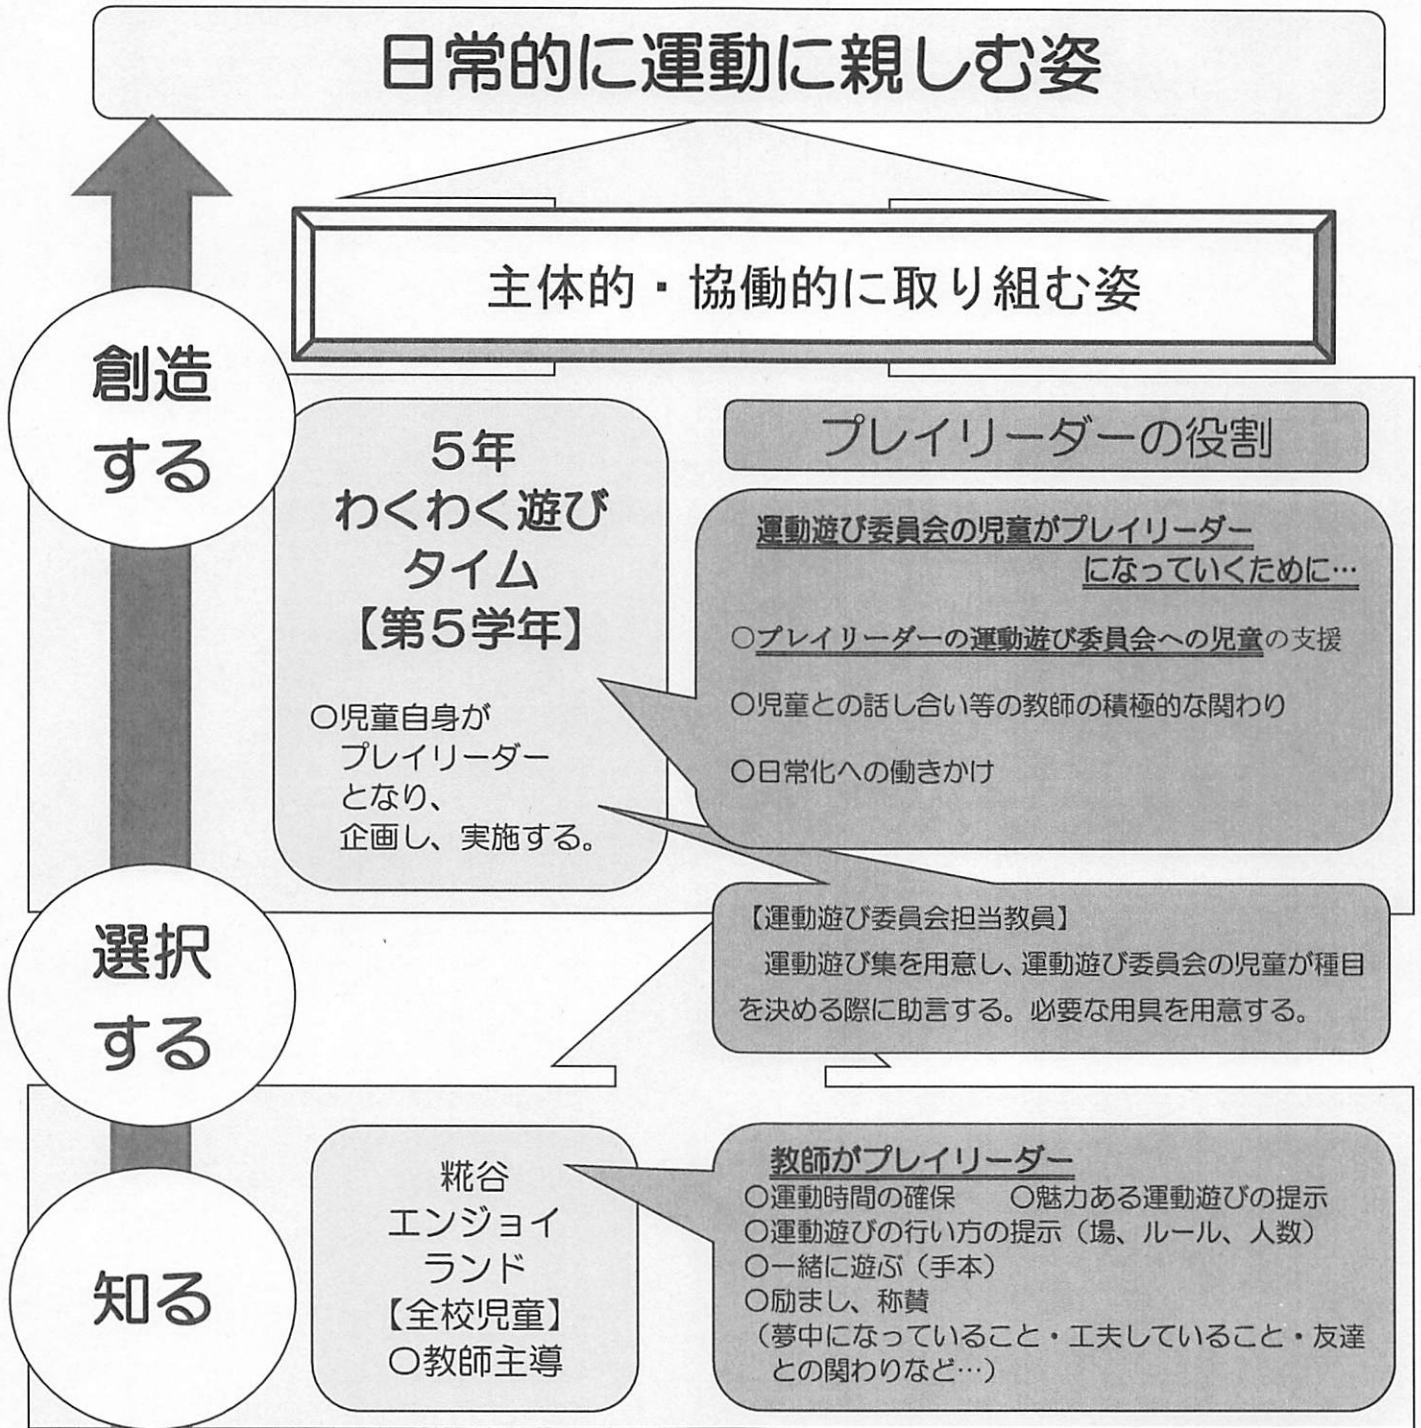 日常的に運動に親しむ姿
主体的・協働的に取り組む姿
創造
する
5年
わくわく遊び
タイム
【第5学年】
○児童自身が
プレイリーダー
となり、
企画し、実施する。
プレイリーダーの役割
運動遊び委員会の児童がプレイリーダー
になっていくために…
○プレイリーダーの運動遊び委員会への児童の支援
○児童との話し合い等の教師の積極的な関わり
○日常化への働きかけ
選択
する
【運動遊び委員会担当教員】
運動遊び集を用意し、運動遊び委員会の児童が種目
を決める際に助言する。必要な用具を用意する。
知る
糀谷
エンジョイ
ランド
【全校児童】
○教師主導
教師がプレイリーダー
○運動時間の確保　○魅力ある運動遊びの提示
○運動遊びの行い方の提示（場、ルール、人数）
○一緒に遊ぶ（手本）
○励まし、称賛
（夢中になっていること・工夫していること・友達
との関わりなど…）